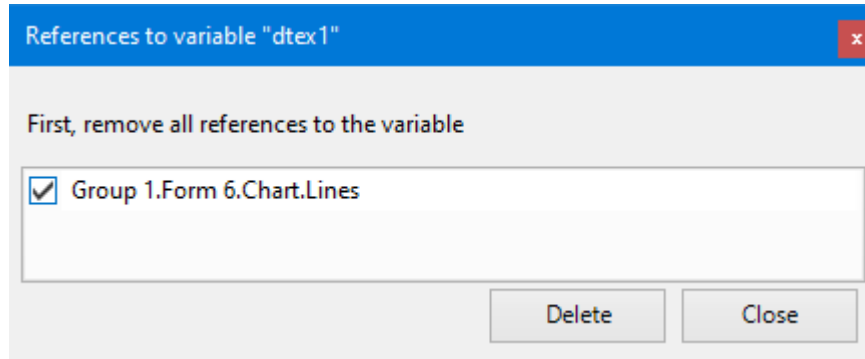 References to variable "dtex1"
x
First, remove all references to the variable
Group 1.Form 6.Chart.Lines
Delete Close